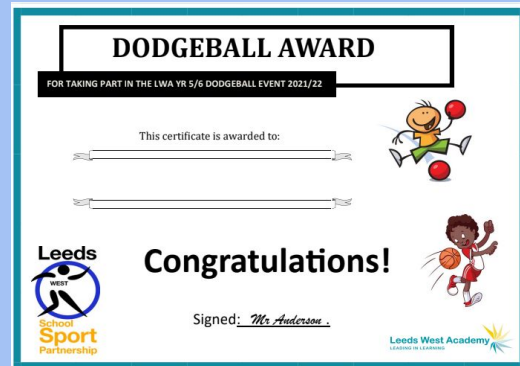 DODGEBALL AWARD
FOR TAKING PART IN THE LWA YR 5/6 DODGEBALL EVENT 2021/22
This certificate is awarded to:
Leeds
WEST
School
Sport
Partnership
Congratulations!
Signed: Mr Anderson .
Leeds West Academy
LEADING IN LEARNING